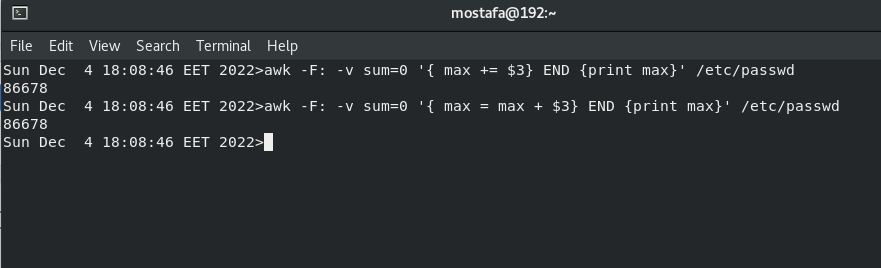 mostafa@192:~
File Edit View Search Terminal Help
Sun Dec  4 18:08:46 EET 2022>awk -F: -v sum=0 '{ max += $3} END {print max}' /etc/passwd
86678
Sun Dec  4 18:08:46 EET 2022>awk -F: -v sum=0 '{ max = max + $3} END {print max}' /etc/passwd
86678
Sun Dec  4 18:08:46 EET 2022>